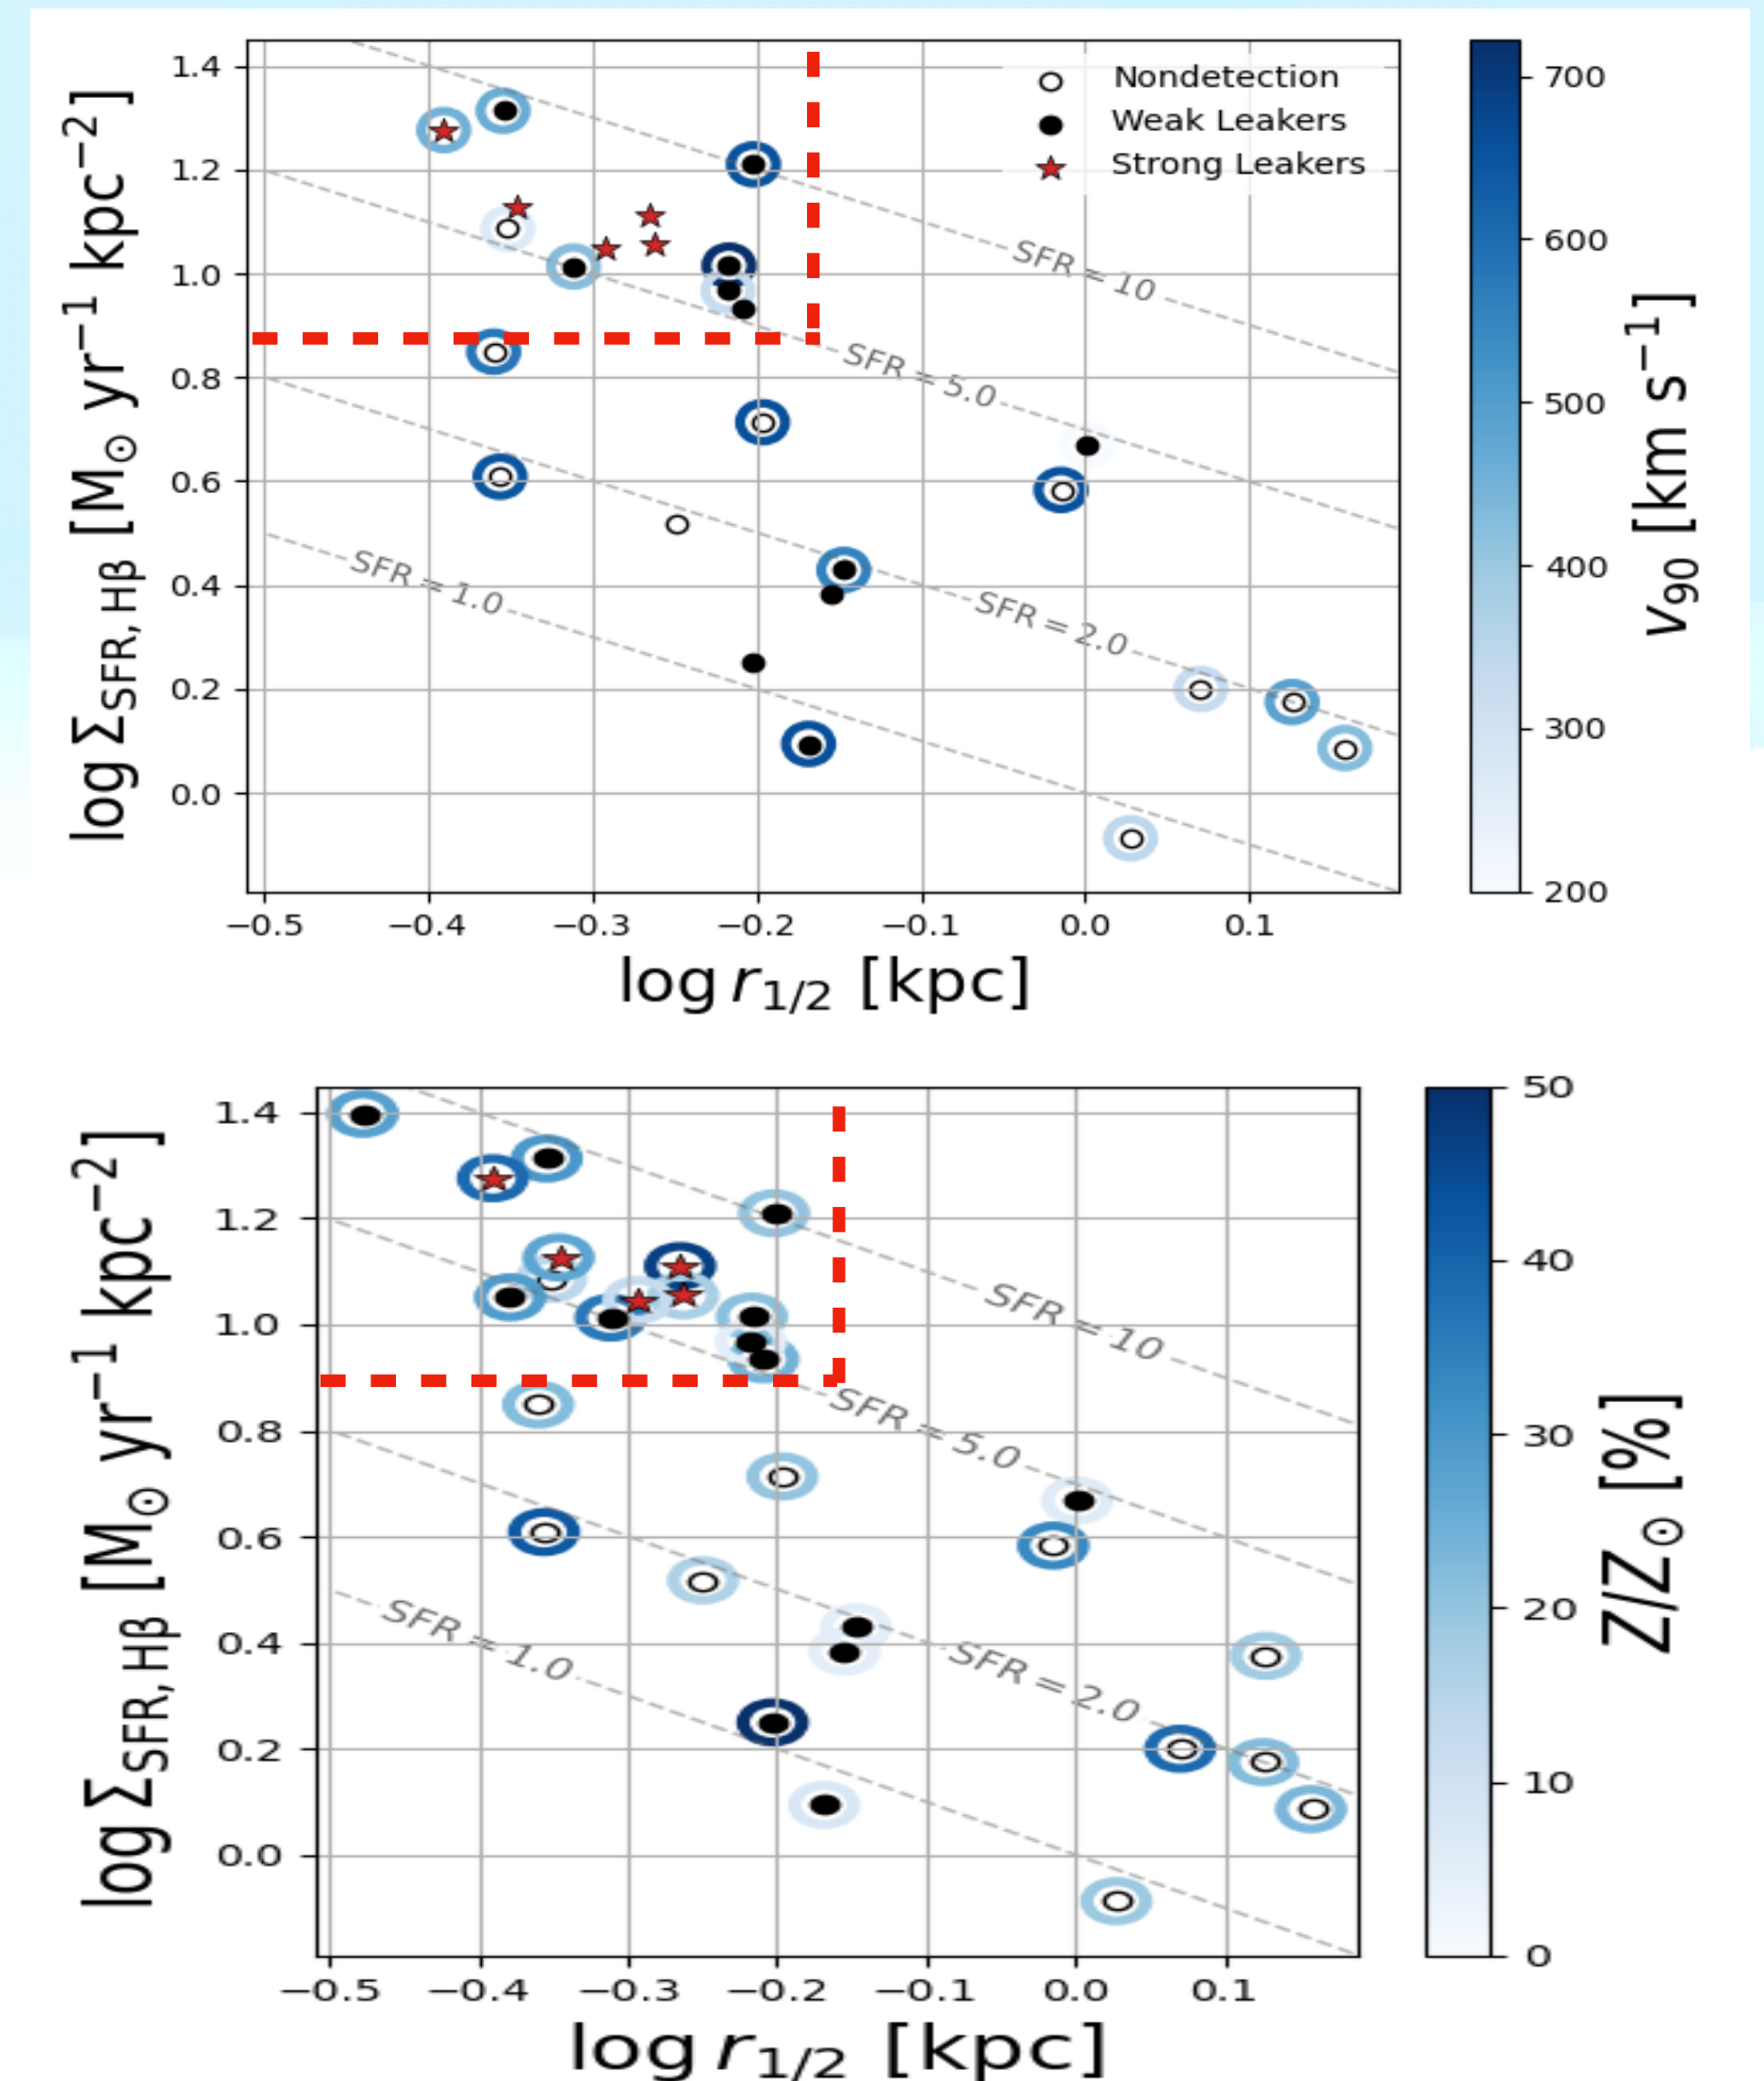 log Σ_SFR, Hβ [M⊙ yr⁻¹ kpc⁻²]
1.4
1.2
1.0
0.8
0.6
0.4
0.2
0.0
Nondetection
Weak Leakers
Strong Leakers
SFR = 10
SFR = 5.0
SFR = 2.0
SFR = 1.0
−0.5 −0.4 −0.3 −0.2 −0.1 0.0 0.1
log r₁/₂ [kpc]
700
600
500
400
300
200
v₉₀ [km s⁻¹]
log Σ_SFR, Hβ [M⊙ yr⁻¹ kpc⁻²]
1.4
1.2
1.0
0.8
0.6
0.4
0.2
0.0
SFR = 10
SFR = 5.0
SFR = 2.0
SFR = 1.0
−0.5 −0.4 −0.3 −0.2 −0.1 0.0 0.1
log r₁/₂ [kpc]
50
40
30
20
10
0
Z/Z⊙ [%]